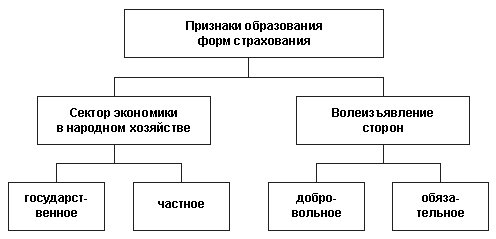 Признаки образования
форм страхования
Сектор экономики
в народном хозяйстве
Волеизъявление
сторон
государст-
венное
частное
добро-
вольное
обяза-
тельное